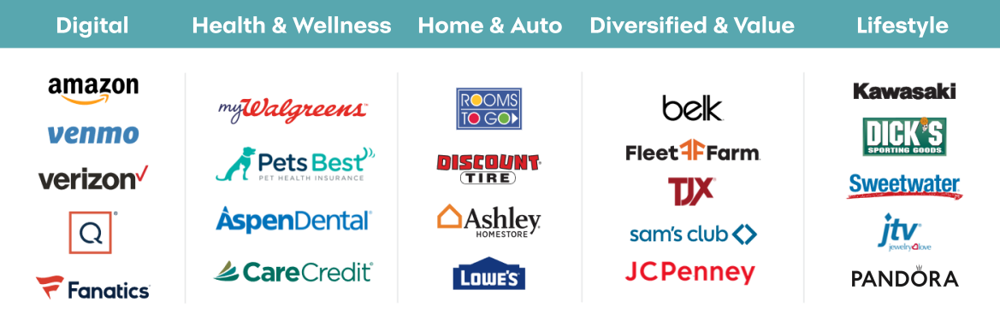 Digital
Health & Wellness
Home & Auto
Diversified & Value
Lifestyle
amazon
venmo
verizon
Q
Fanatics
myWalgreens
Pets Best
PET HEALTH INSURANCE
AspenDental
CareCredit
ROOMS
TO GO
DISCOUNT
TIRE
Ashley
HOMESTORE
LOWE'S
belk
Fleet FF Farm
TJX
sam's club
JCPenney
Kawasaki
DICK'S
SPORTING GOODS
Sweetwater
jtv
jewelry love
PANDORA